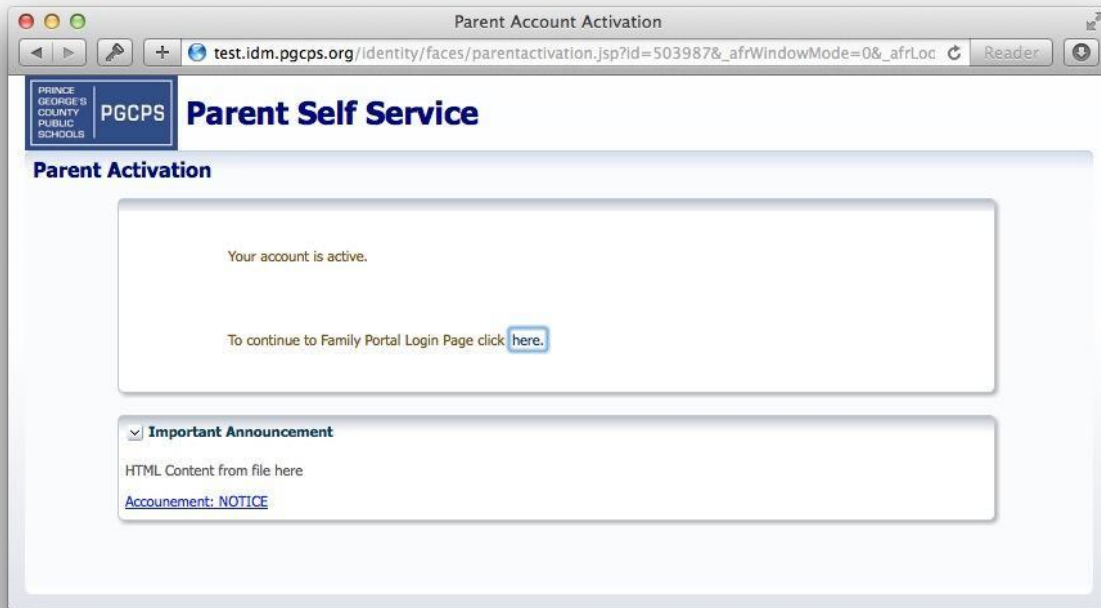 Parent Account Activation
test.idm.pgcps.org/identity/faces/parentactivation.jsp?id=503987&_afrWindowMode=0&_afrLoc
Reader
PRINCE
GEORGE'S
COUNTY
PUBLIC
SCHOOLS
PGCPS
Parent Self Service
Parent Activation
Your account is active.
To continue to Family Portal Login Page click here.
Important Announcement
HTML Content from file here
Accounement: NOTICE